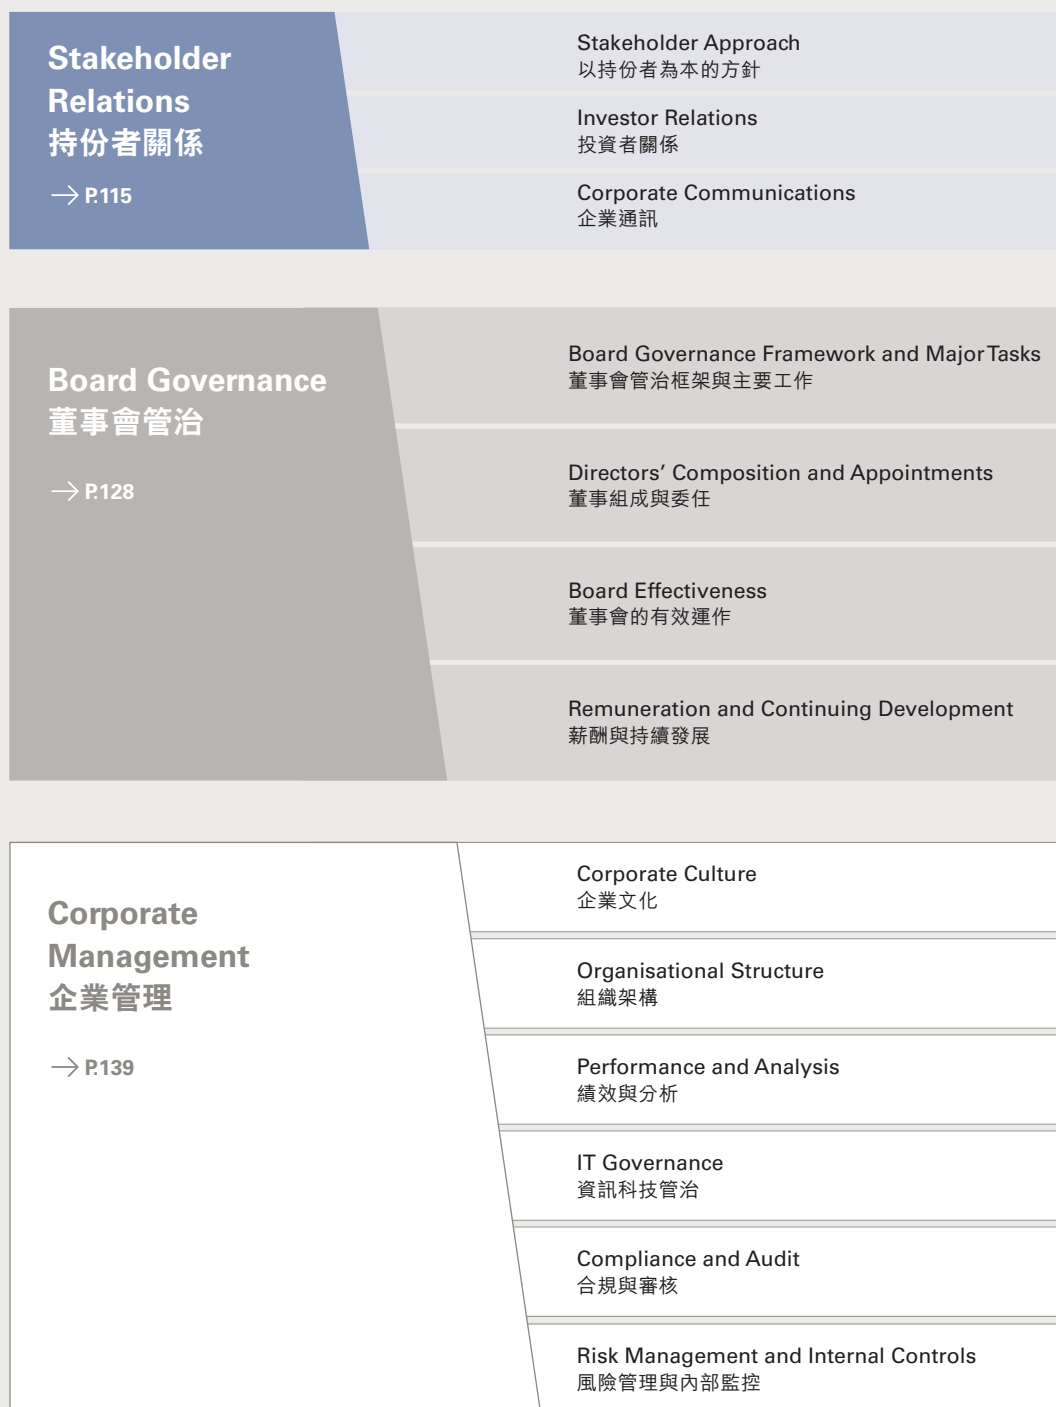 Stakeholder
Relations
持份者關係
→ P.115
Stakeholder Approach
以持份者為本的方針
Investor Relations
投資者關係
Corporate Communications
企業通訊
Board Governance
董事會管治
→ P.128
Board Governance Framework and Major Tasks
董事會管治框架與主要工作
Directors’ Composition and Appointments
董事組成與委任
Board Effectiveness
董事會的有效運作
Remuneration and Continuing Development
薪酬與持續發展
Corporate
Management
企業管理
→ P.139
Corporate Culture
企業文化
Organisational Structure
組織架構
Performance and Analysis
績效與分析
IT Governance
資訊科技管治
Compliance and Audit
合規與審核
Risk Management and Internal Controls
風險管理與內部監控